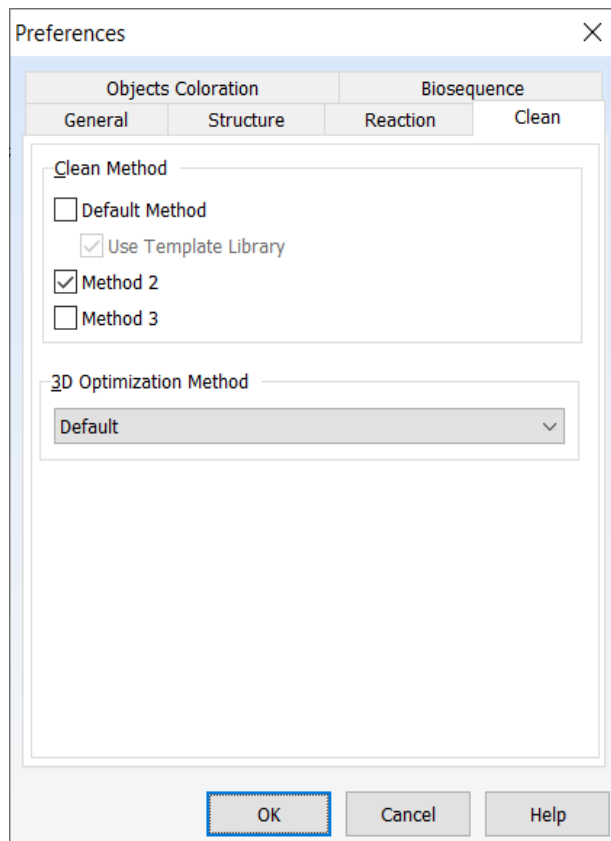 Preferences
Objects Coloration Biosequence
General Structure Reaction Clean
Clean Method
Default Method
Use Template Library
Method 2
Method 3
3D Optimization Method
Default
OK Cancel Help